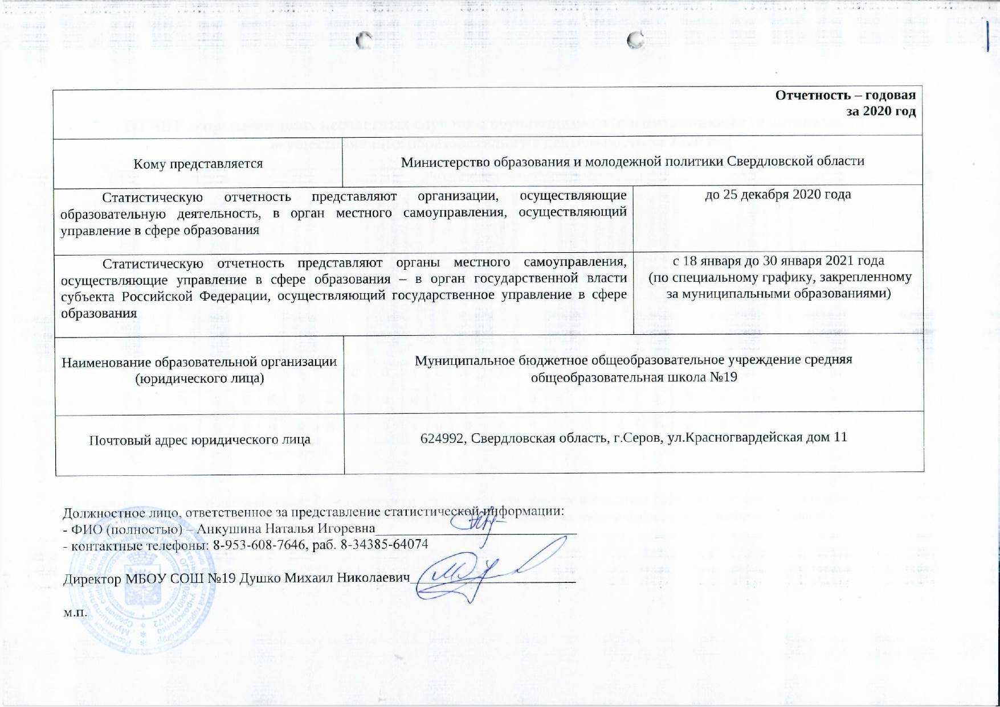 Отчетность – годовая
за 2020 год
Кому представляется
Министерство образования и молодежной политики Свердловской области
Статистическую отчетность представляют организации, осуществляющие
образовательную деятельность, в орган местного самоуправления, осуществляющий
управление в сфере образования
до 25 декабря 2020 года
Статистическую отчетность представляют органы местного самоуправления,
осуществляющие управление в сфере образования – в орган государственной власти
субъекта Российской Федерации, осуществляющий государственное управление в сфере
образования
с 18 января до 30 января 2021 года
(по специальному графику, закрепленному
за муниципальными образованиями)
Наименование образовательной организации
(юридического лица)
Муниципальное бюджетное общеобразовательное учреждение средняя
общеобразовательная школа №19
Почтовый адрес юридического лица
624992, Свердловская область, г.Серов, ул.Красногвардейская дом 11
Должностное лицо, ответственное за представление статистической информации:
- ФИО (полностью) – Анкушина Наталья Игоревна
- контактные телефоны: 8-953-608-7646, раб. 8-34385-64074
Директор МБОУ СОШ №19 Душко Михаил Николаевич
м.п.